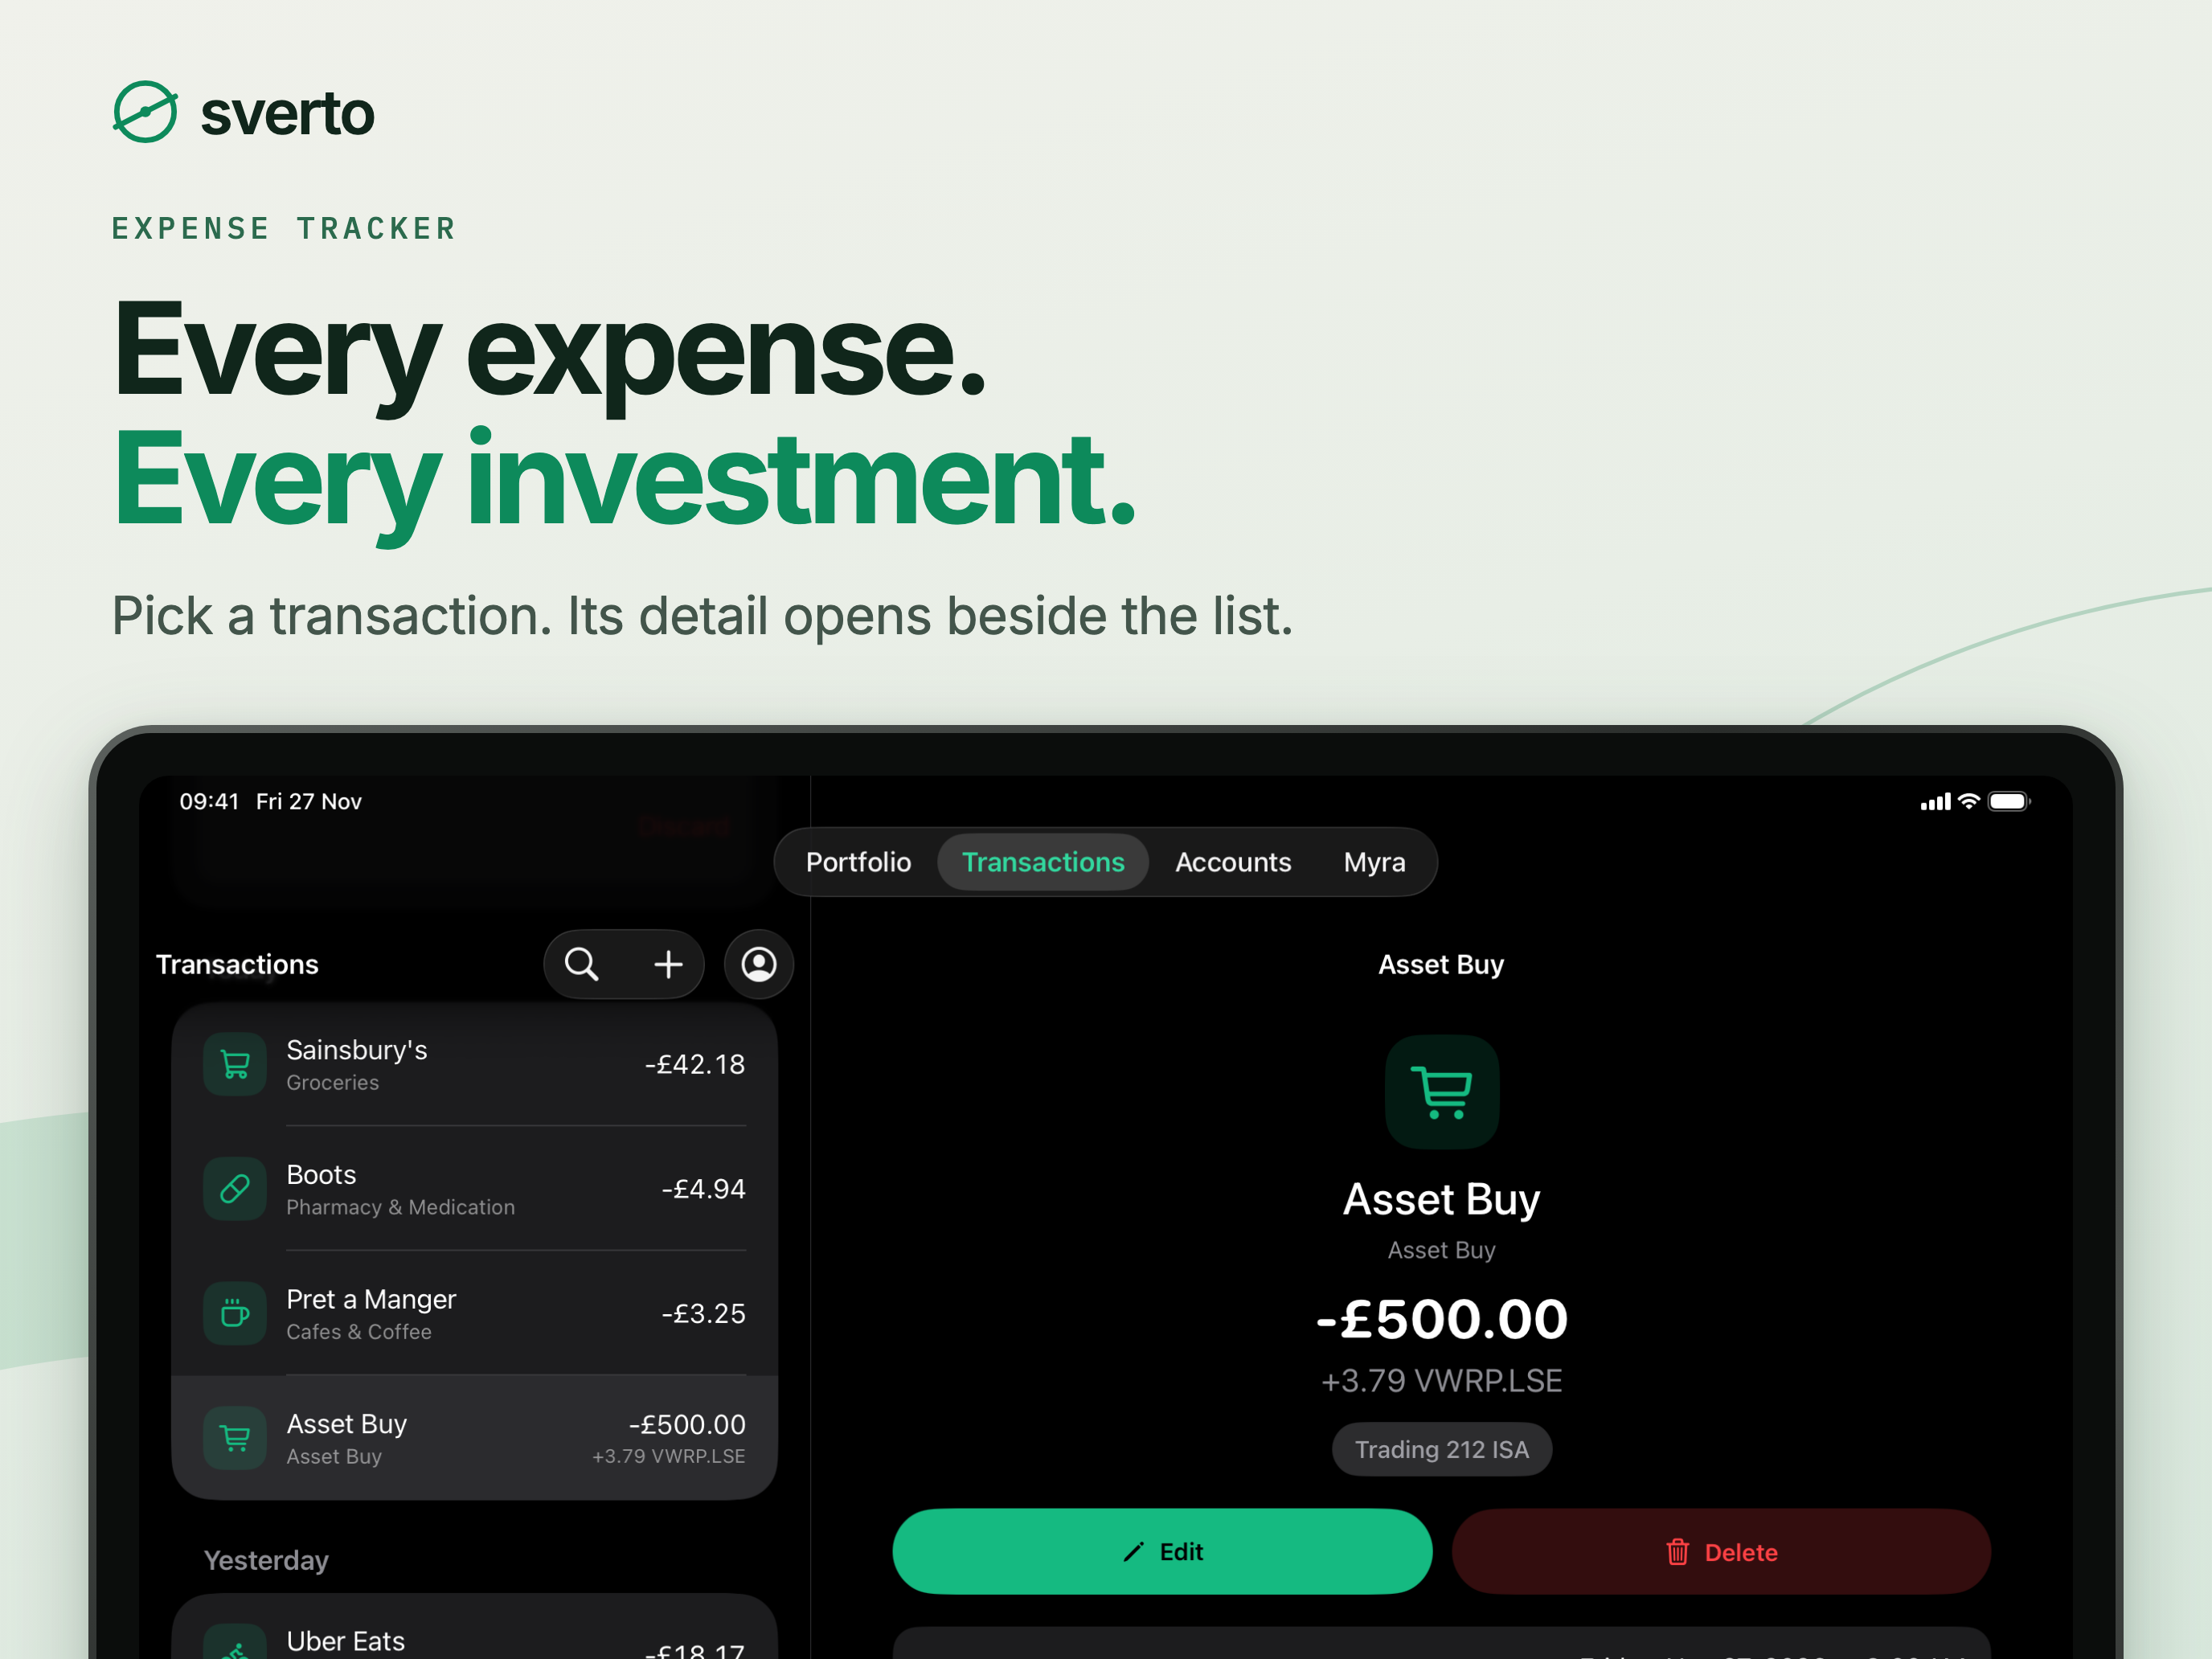 sverto
EXPENSE TRACKER
Every expense.
Every investment.
Pick a transaction. Its detail opens beside the list.
09:41 Fri 27 Nov
Discard
Portfolio Transactions Accounts Myra
Transactions
Sainsbury's
Groceries
-£42.18
Boots
Pharmacy & Medication
-£4.94
Pret a Manger
Cafes & Coffee
-£3.25
Asset Buy
Asset Buy
-£500.00
+3.79 VWRP.LSE
Yesterday
Uber Eats
-£18.17
Asset Buy
Asset Buy
Asset Buy
-£500.00
+3.79 VWRP.LSE
Trading 212 ISA
Edit
Delete